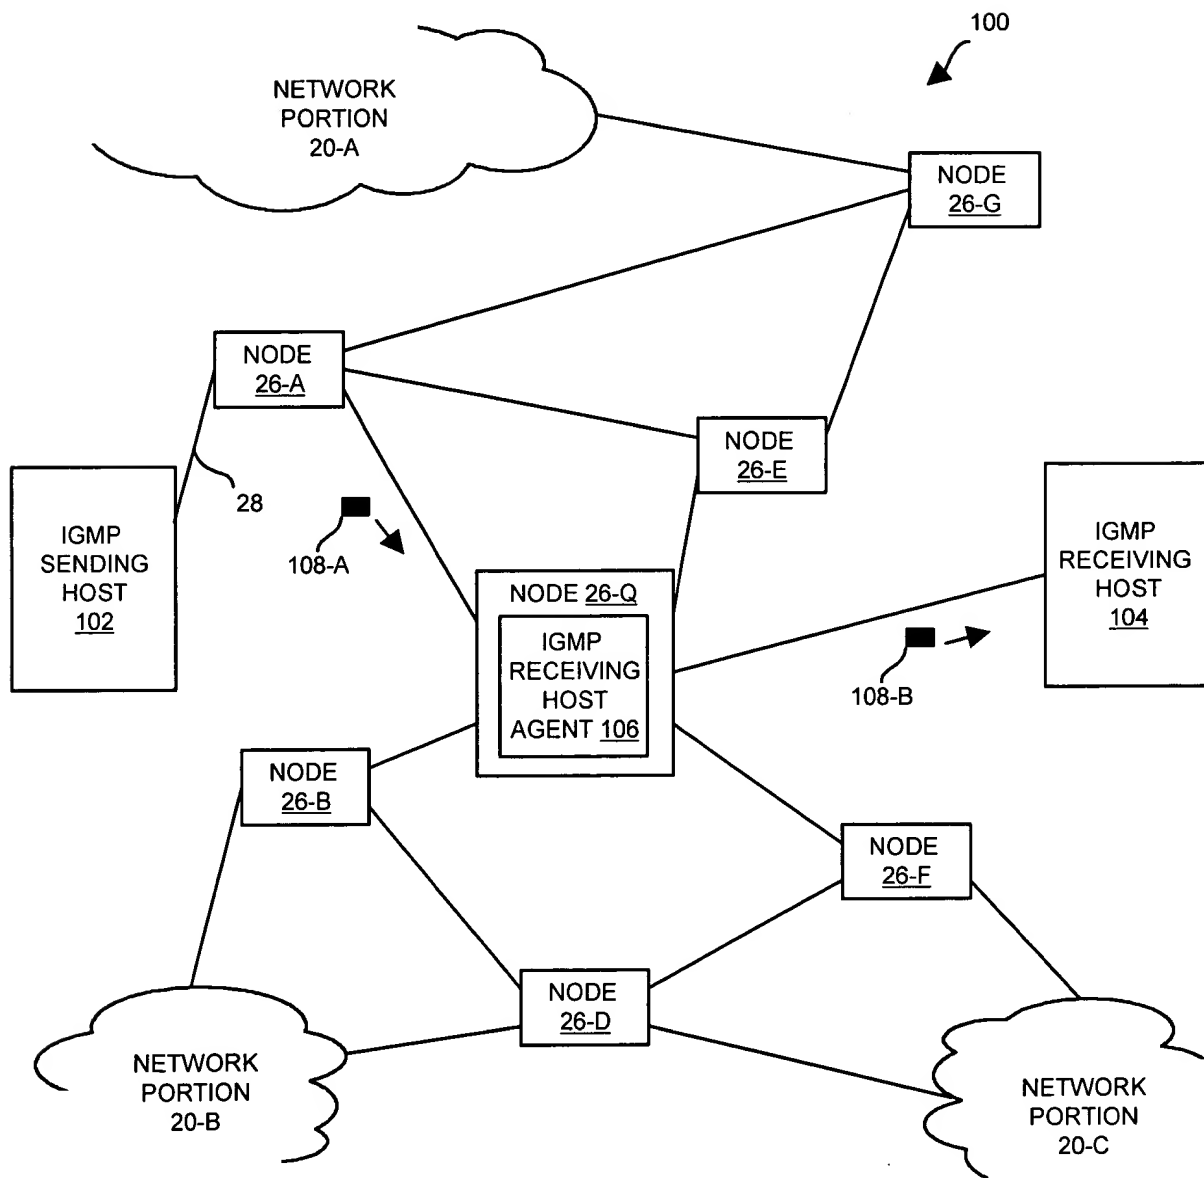 100
NETWORK
PORTION
20-A
NODE
26-G
NODE
26-A
NODE
26-E
28
IGMP
SENDING
HOST
102
108-A
IGMP
RECEIVING
HOST
104
NODE 26-Q
IGMP
RECEIVING
HOST
AGENT 106
108-B
NODE
26-B
NODE
26-F
NODE
26-D
NETWORK
PORTION
20-B
NETWORK
PORTION
20-C